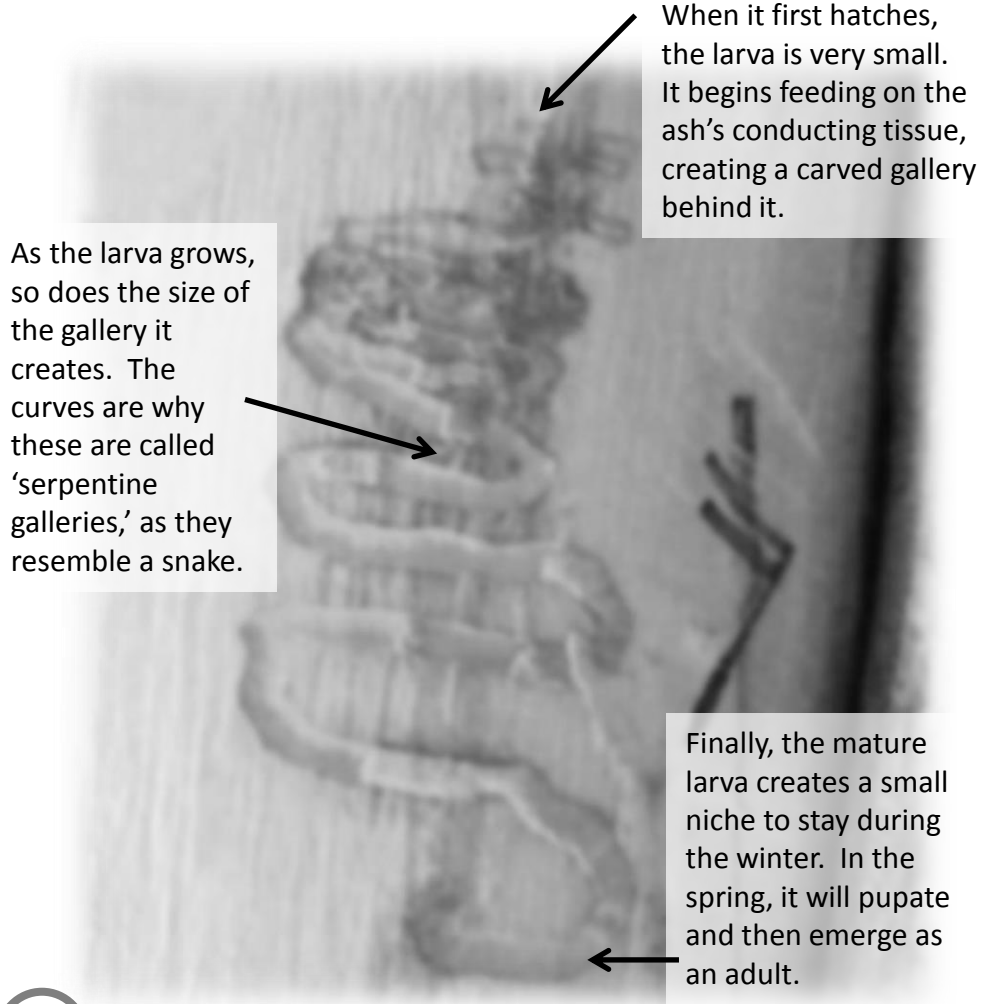 When it first hatches,
the larva is very small.
It begins feeding on the
ash’s conducting tissue,
creating a carved gallery
behind it.
As the larva grows,
so does the size of
the gallery it
creates.  The
curves are why
these are called
‘serpentine
galleries,’ as they
resemble a snake.
Finally, the mature
larva creates a small
niche to stay during
the winter.  In the
spring, it will pupate
and then emerge as
an adult.